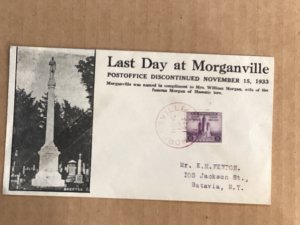 Last Day at Morganville
POSTOFFICE DISCONTINUED NOVEMBER 15, 1933
Morganville was named in compliment to Mrs. William Morgan, wife of the
famous Morgan of Masonic lore.
Mr. E.M.
108 Jackson St.,
Batavia, N.Y.